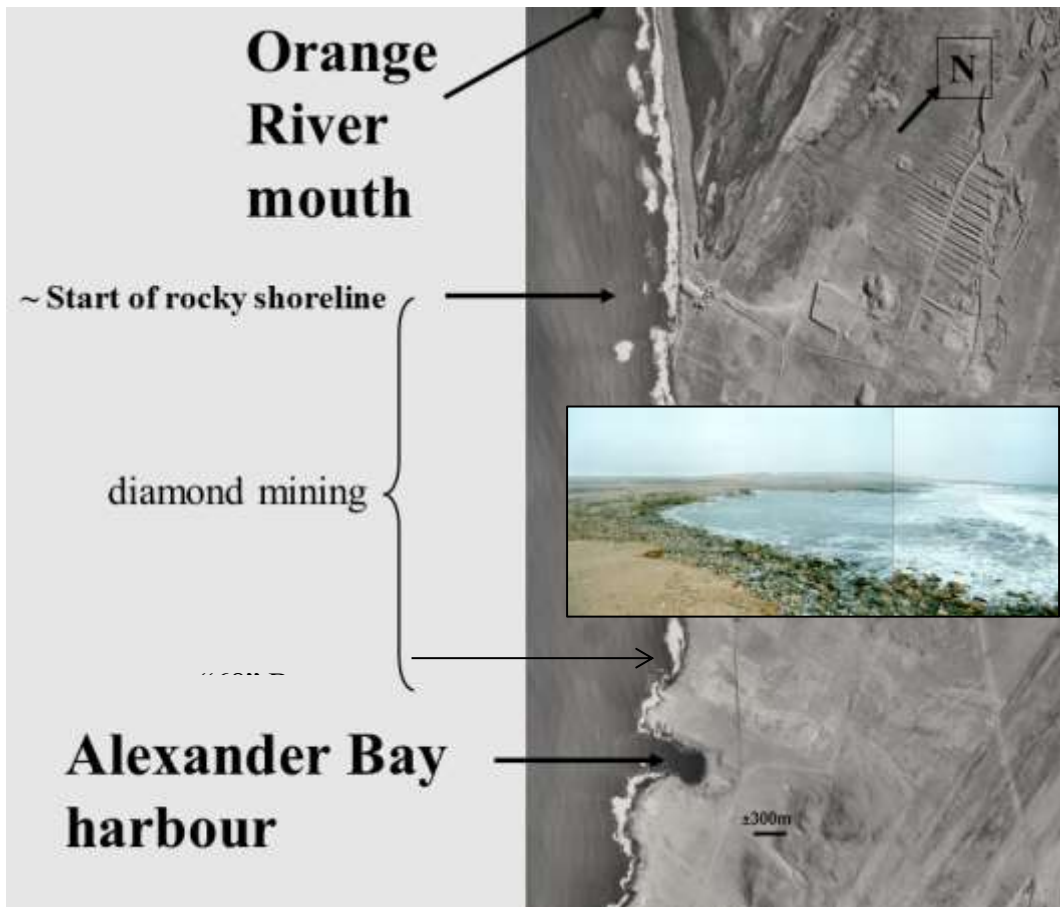 Orange
River
mouth
N
~ Start of rocky shoreline
diamond mining
Alexander Bay
harbour
±300m